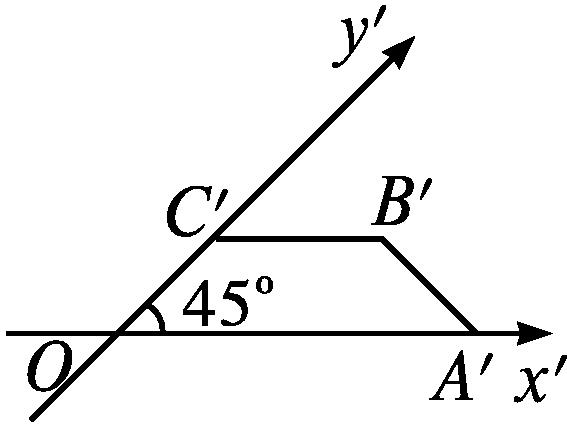 y′
C′ B′
45°
O A′ x′